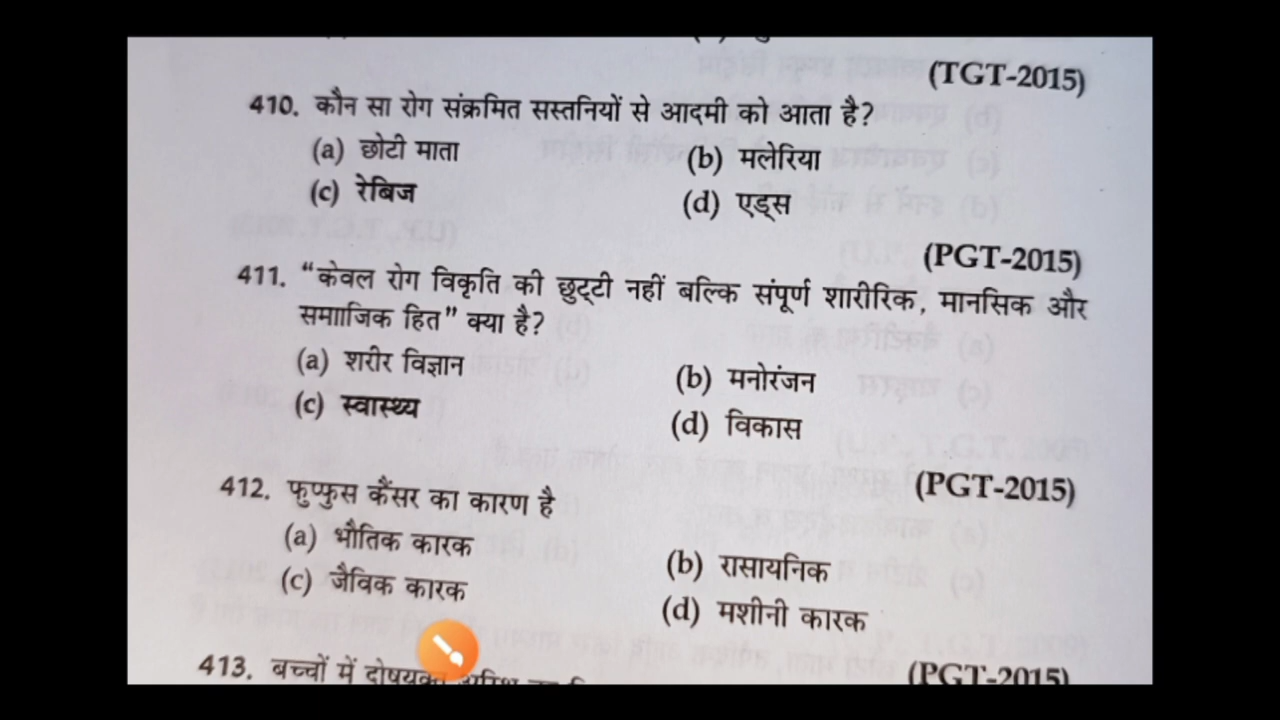 (TGT-2015)
410. कौन सा रोग संक्रमित सस्तनियों से आदमी को आता है?
(a) छोटी माता (b) मलेरिया
(c) रेबिज (d) एड्स
(PGT-2015)
411. “केवल रोग विकृति की छुट्टी नहीं बल्कि संपूर्ण शारीरिक, मानसिक और
समााजिक हित” क्या है?
(a) शरीर विज्ञान (b) मनोरंजन
(c) स्वास्थ्य (d) विकास
(PGT-2015)
412. फुप्फुस कैंसर का कारण है
(a) भौतिक कारक (b) रासायनिक
(c) जैविक कारक (d) मशीनी कारक
(PGT-2015)
413. बच्चों में